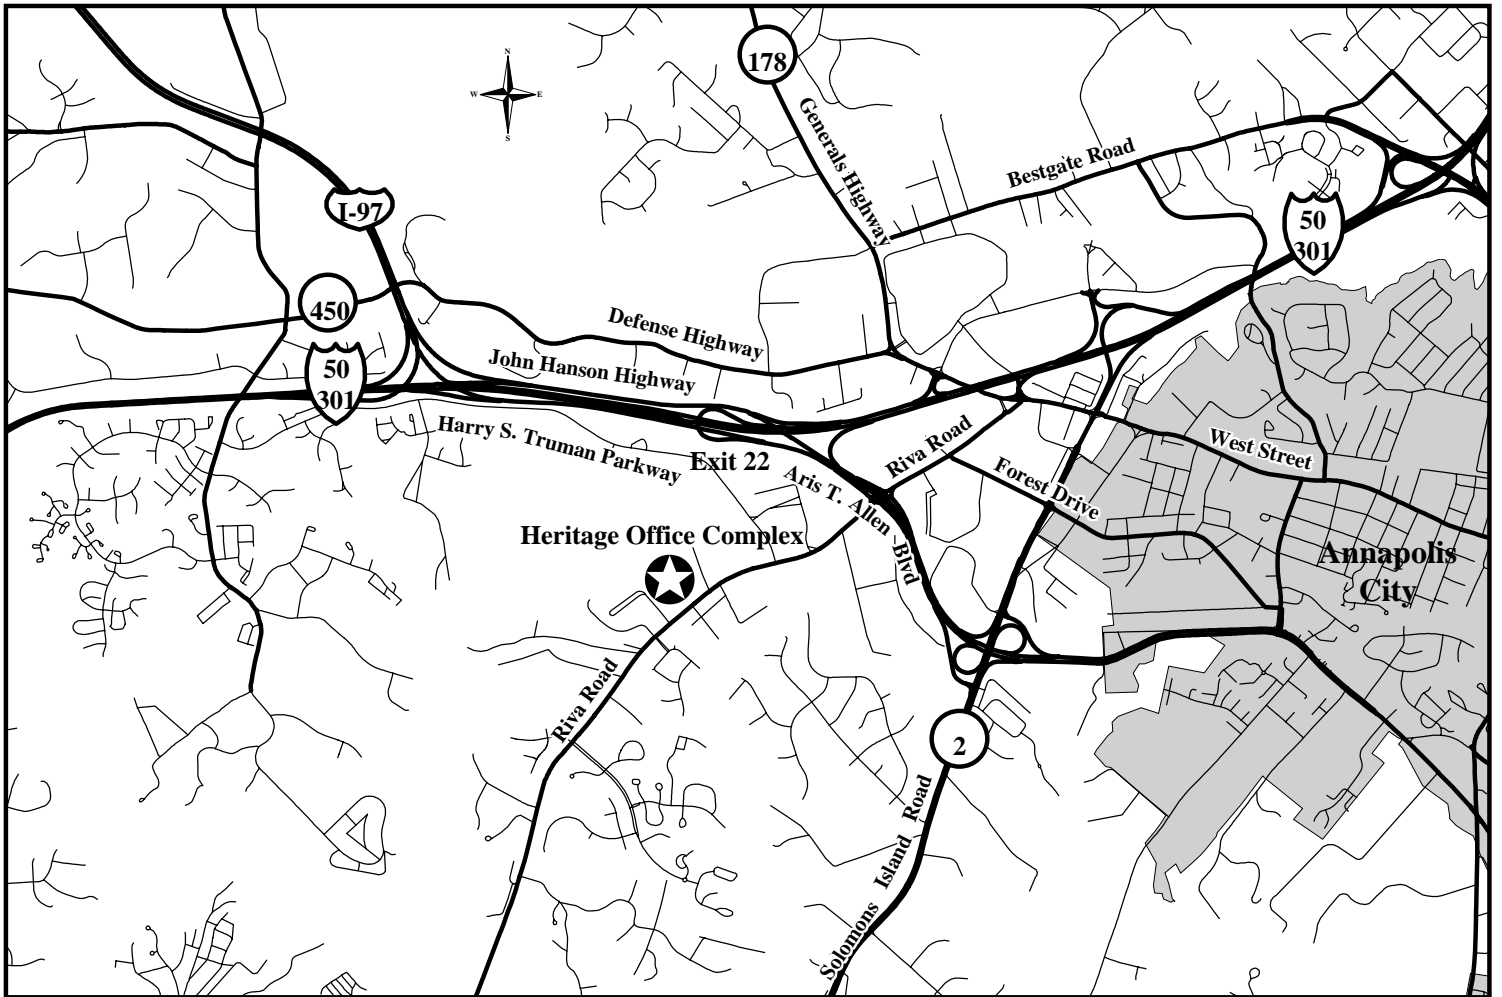 N
W E
S
178
Generals Highway
Bestgate Road
I-97
50
301
450
Defense Highway
John Hanson Highway
50
301
Harry S. Truman Parkway
Exit 22
Riva Road
West Street
Aris T. Allen Blvd
Forest Drive
Heritage Office Complex
Annapolis
City
Riva Road
2
Solomons Island Road